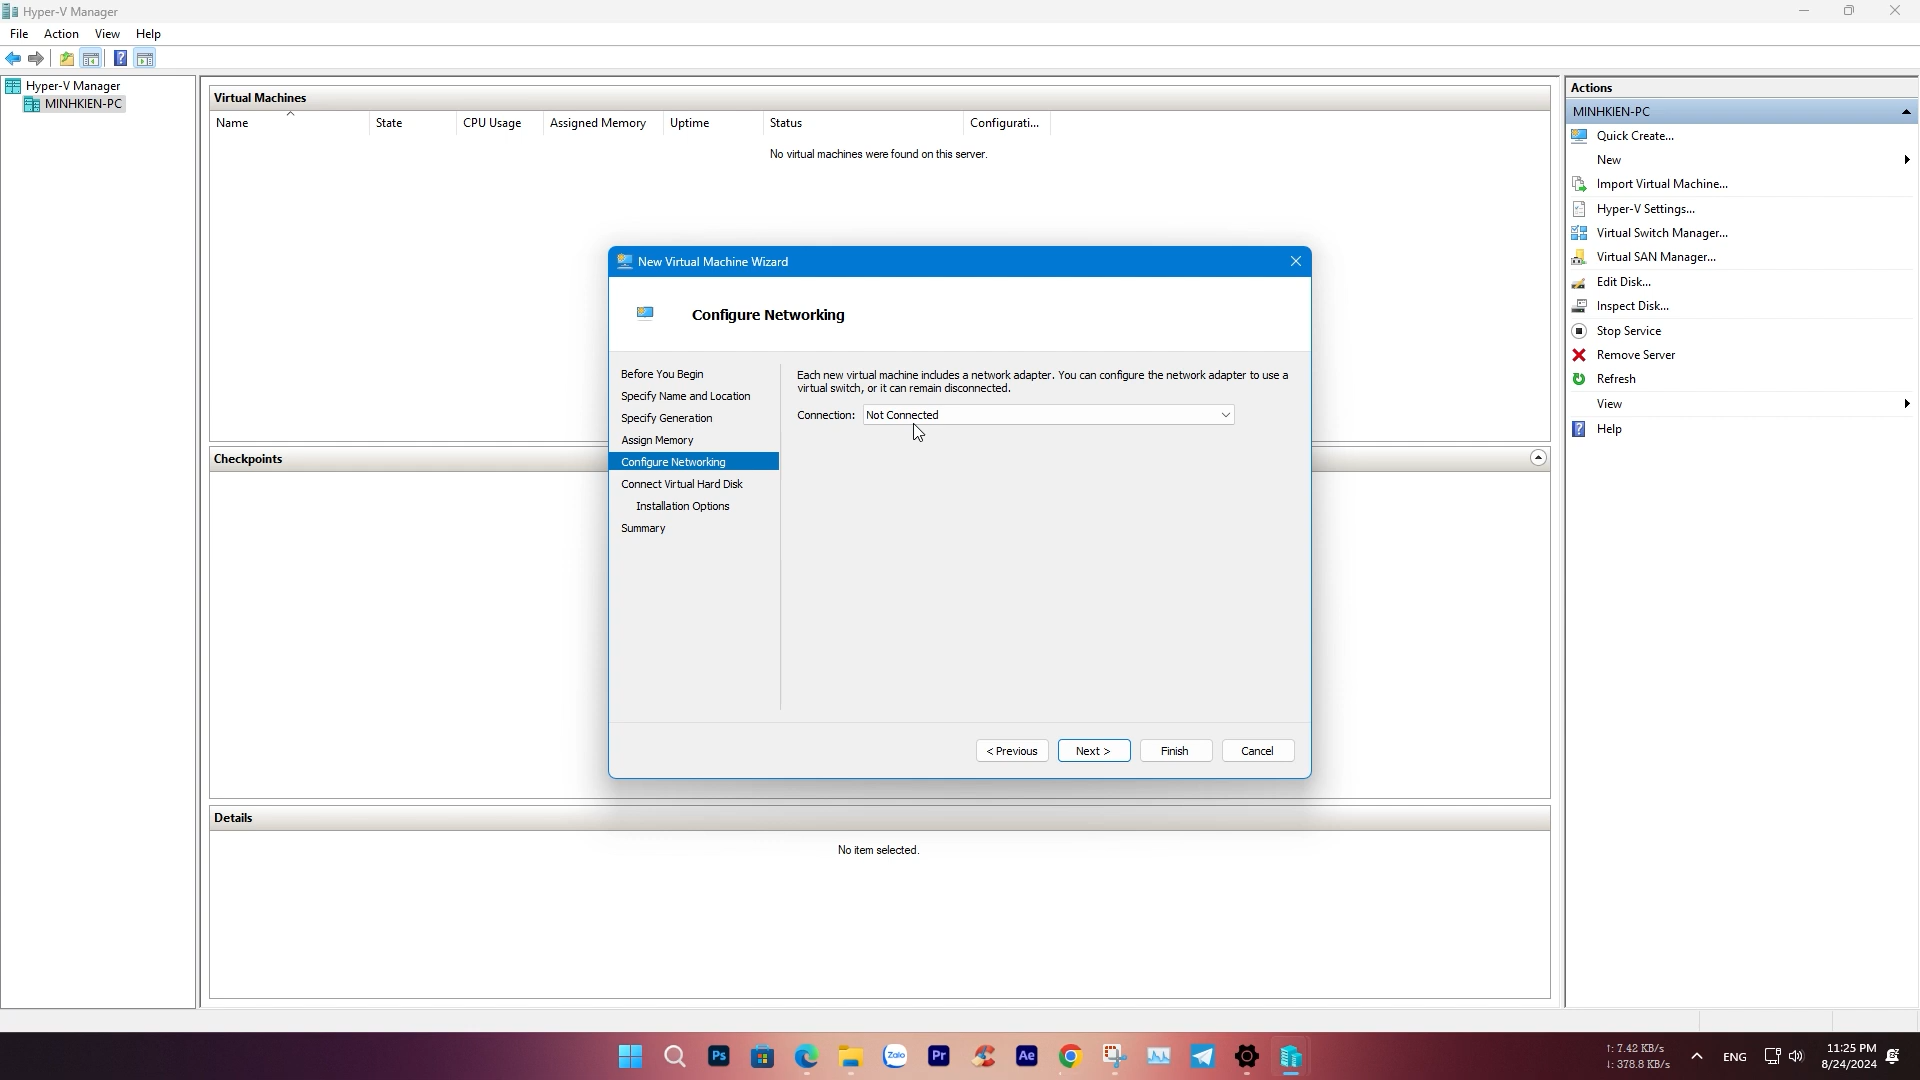 Hyper-V Manager
File Action View Help
Hyper-V Manager
MINHKIEN-PC
Virtual Machines
Name State CPU Usage Assigned Memory Uptime Status Configurati...
No virtual machines were found on this server.
New Virtual Machine Wizard
Configure Networking
Before You Begin
Specify Name and Location
Specify Generation
Assign Memory
Configure Networking
Connect Virtual Hard Disk
Installation Options
Summary
Each new virtual machine includes a network adapter. You can configure the network adapter to use a
virtual switch, or it can remain disconnected.
Connection: Not Connected
< Previous Next > Finish Cancel
Checkpoints
Details
No item selected.
Actions
MINHKIEN-PC
Quick Create...
New
Import Virtual Machine...
Hyper-V Settings...
Virtual Switch Manager...
Virtual SAN Manager...
Edit Disk...
Inspect Disk...
Stop Service
Remove Server
Refresh
View
Help
Ps Zalo Pr Ae
↑: 7.42 KB/s
↓: 378.8 KB/s
ENG
11:25 PM
8/24/2024